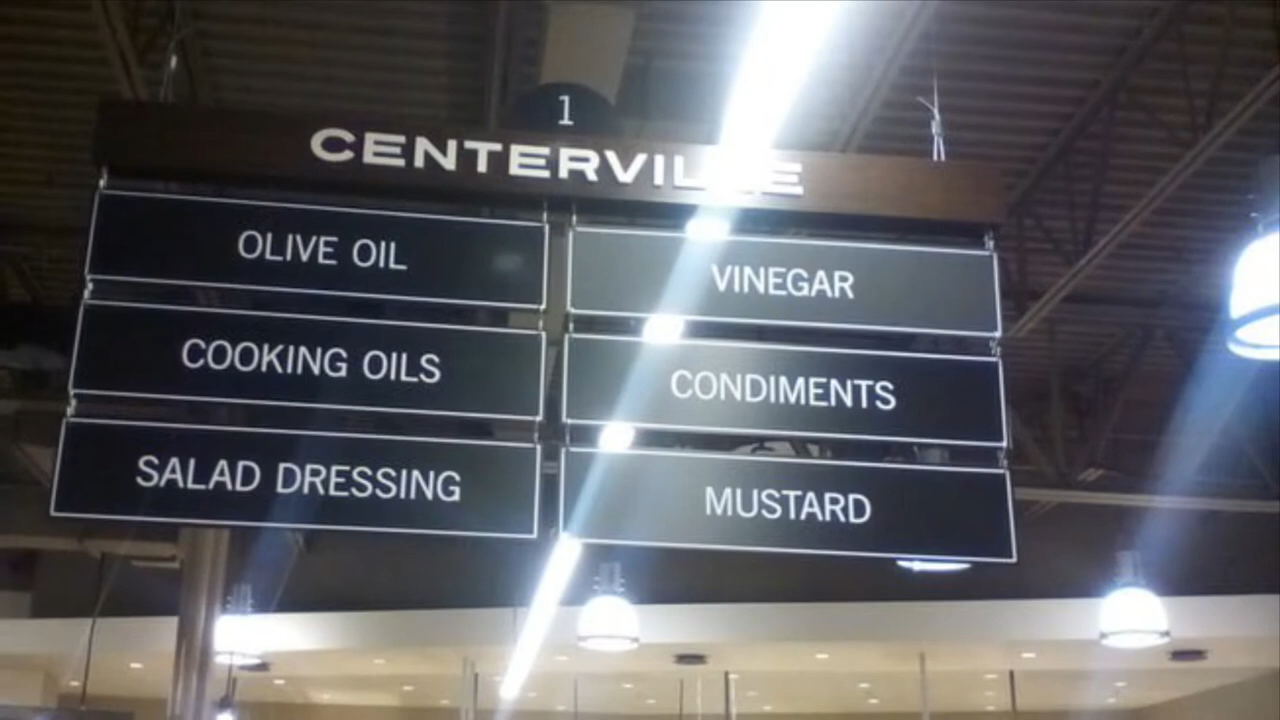 1
CENTERVILLE
OLIVE OIL
VINEGAR
COOKING OILS
CONDIMENTS
SALAD DRESSING
MUSTARD